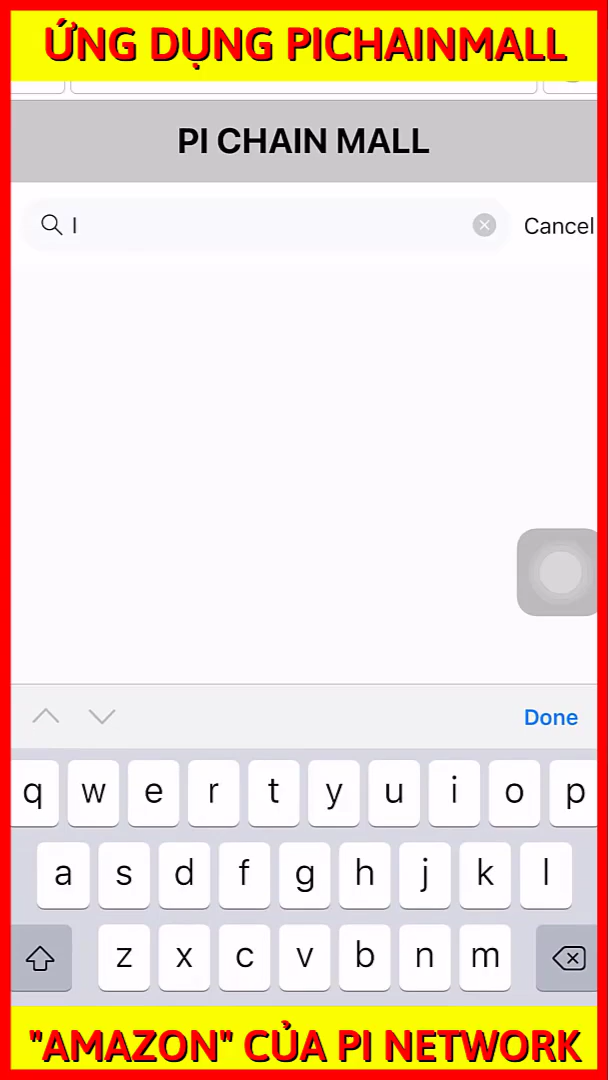 ỨNG DỤNG PICHAINMALL
PI CHAIN MALL
l Cancel
Done
q w e r t y u i o p
a s d f g h j k l
z x c v b n m
"AMAZON" CỦA PI NETWORK